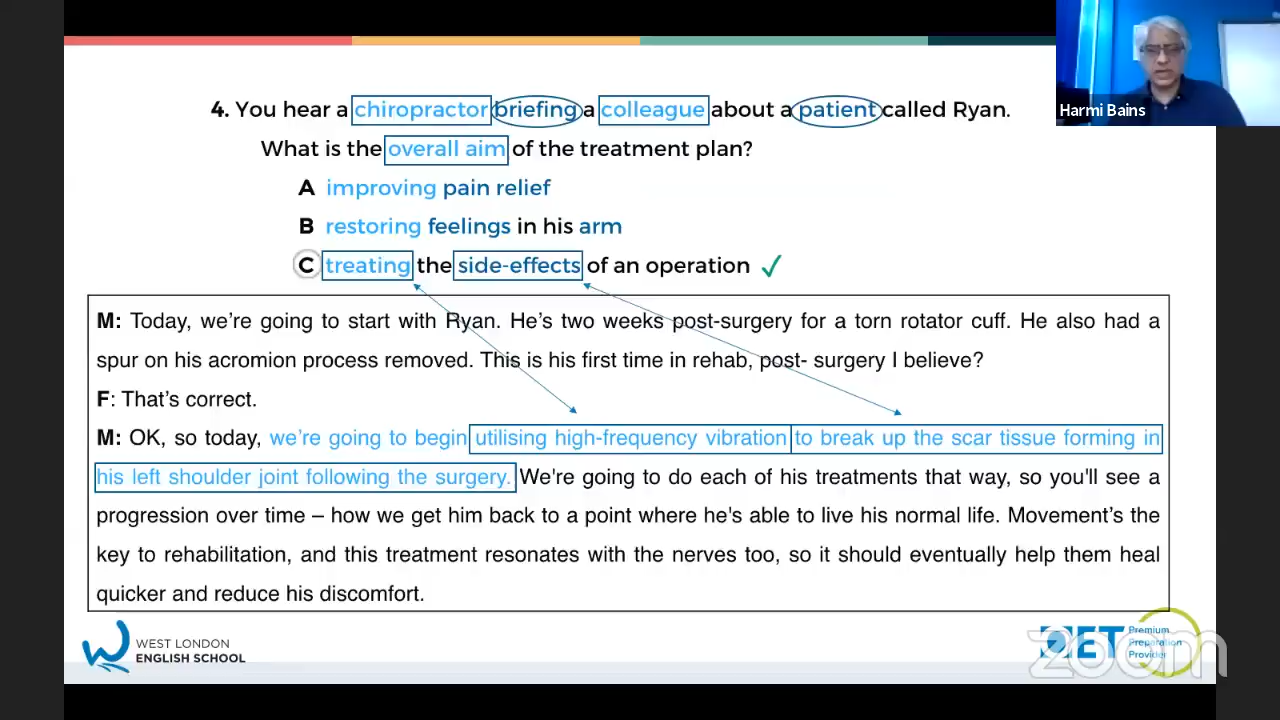 4. You hear a chiropractor briefing a colleague about a patient called Ryan.
Harmi Bains
What is the overall aim of the treatment plan?
A improving pain relief
B restoring feelings in his arm
C treating the side-effects of an operation ✓
M: Today, we're going to start with Ryan. He's two weeks post-surgery for a torn rotator cuff. He also had a
spur on his acromion process removed. This is his first time in rehab, post- surgery I believe?
F: That's correct.
M: OK, so today, we're going to begin utilising high-frequency vibration to break up the scar tissue forming in
his left shoulder joint following the surgery. We're going to do each of his treatments that way, so you'll see a
progression over time – how we get him back to a point where he's able to live his normal life. Movement's the
key to rehabilitation, and this treatment resonates with the nerves too, so it should eventually help them heal
quicker and reduce his discomfort.
WEST LONDON
ENGLISH SCHOOL
Premium
Preparation
Provider
zoom